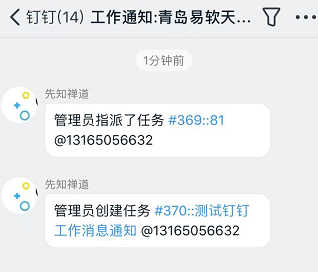 钉钉(14) 工作通知:青岛易软天...
1分钟前
先知禅道
管理员指派了任务 #369::81
@13165056632
先知禅道
管理员创建任务 #370::测试钉钉
工作消息通知 @13165056632